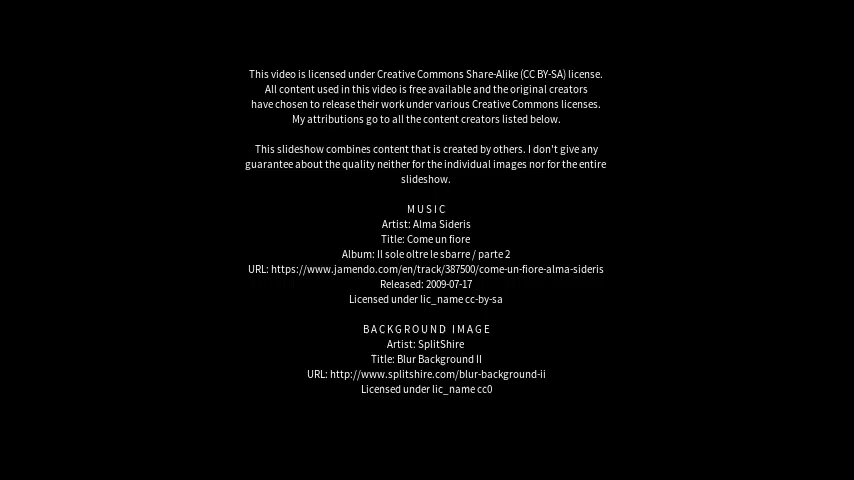 This video is licensed under Creative Commons Share-Alike (CC BY-SA) license.
All content used in this video is free available and the original creators
have chosen to release their work under various Creative Commons licenses.
My attributions go to all the content creators listed below.
This slideshow combines content that is created by others. I don't give any
guarantee about the quality neither for the individual images nor for the entire
slideshow.
MUSIC
Artist: Alma Sideris
Title: Come un fiore
Album: Il sole oltre le sbarre / parte 2
URL: https://www.jamendo.com/en/track/387500/come-un-fiore-alma-sideris
Released: 2009-07-17
Licensed under lic_name cc-by-sa
BACKGROUND IMAGE
Artist: SplitShire
Title: Blur Background II
URL: http://www.splitshire.com/blur-background-ii
Licensed under lic_name cc0